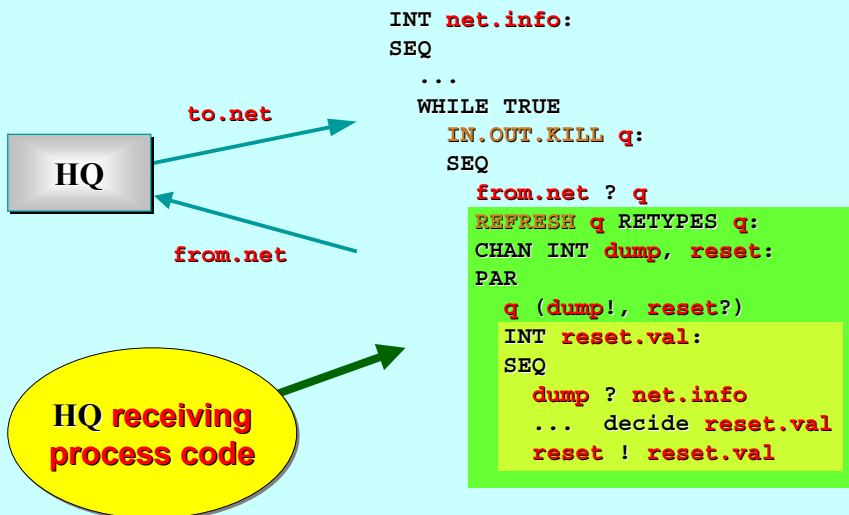 INT net.info:
SEQ
...
WHILE TRUE
IN.OUT.KILL q:
SEQ
from.net ? q
REFRESH q RETYPES q:
CHAN INT dump, reset:
PAR
q (dump!, reset?)
INT reset.val:
SEQ
dump ? net.info
... decide reset.val
reset ! reset.val
to.net
HQ
from.net
HQ receiving
process code